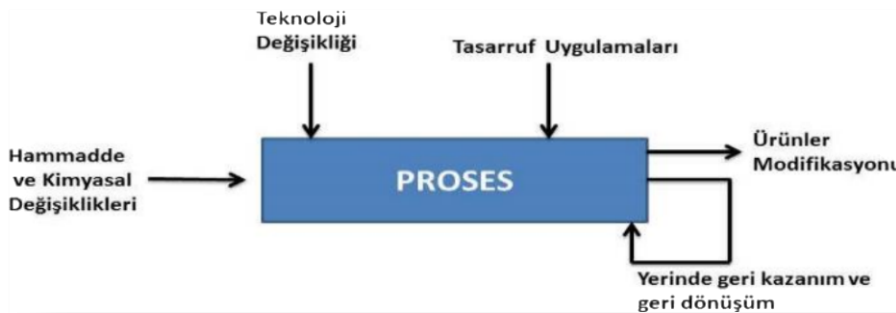 Teknoloji
Değişikliği
Tasarruf Uygulamaları
Hammadde
ve Kimyasal
Değişiklikleri
PROSES
Ürünler
Modifikasyonu
Yerinde geri kazanım ve
geri dönüşüm